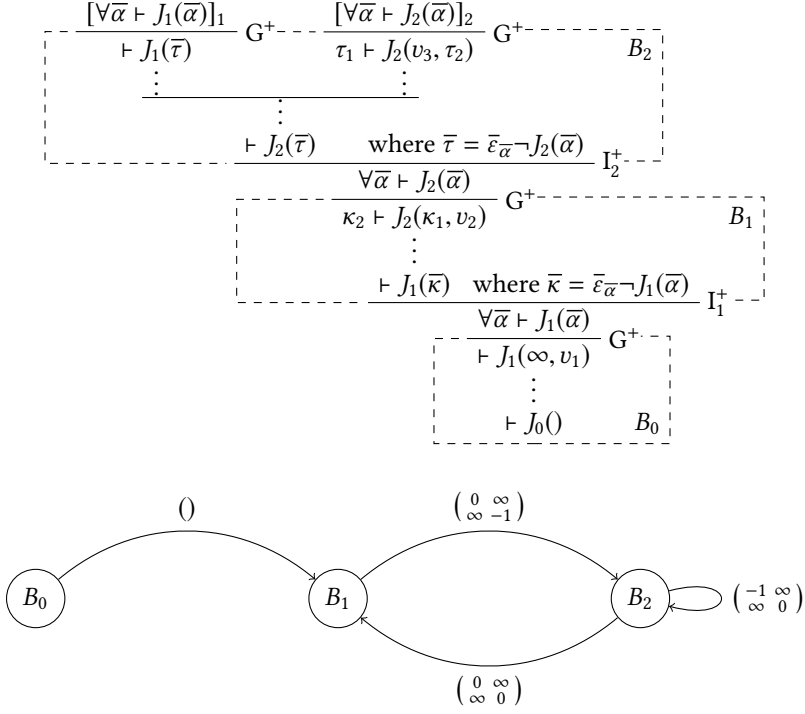 [∀ᾱ ⊢ J₁(ᾱ)]₁ G⁺ [∀ᾱ ⊢ J₂(ᾱ)]₂ G⁺
⊢ J₁(τ̄) τ₁ ⊢ J₂(υ₃, τ₂) B₂
⋮ ⋮
⋮
⊢ J₂(τ̄) where τ̄ = ε̄_ᾱ¬J₂(ᾱ) I₂⁺
∀ᾱ ⊢ J₂(ᾱ) G⁺
κ₂ ⊢ J₂(κ₁, υ₂) B₁
⋮
⊢ J₁(κ̄) where κ̄ = ε̄_ᾱ¬J₁(ᾱ) I₁⁺
∀ᾱ ⊢ J₁(ᾱ) G⁺
⊢ J₁(∞, υ₁)
⋮
⊢ J₀() B₀
() (0 ∞
∞ −1)
B₀ B₁ B₂ (−1 ∞
∞ 0)
(0 ∞
∞ 0)